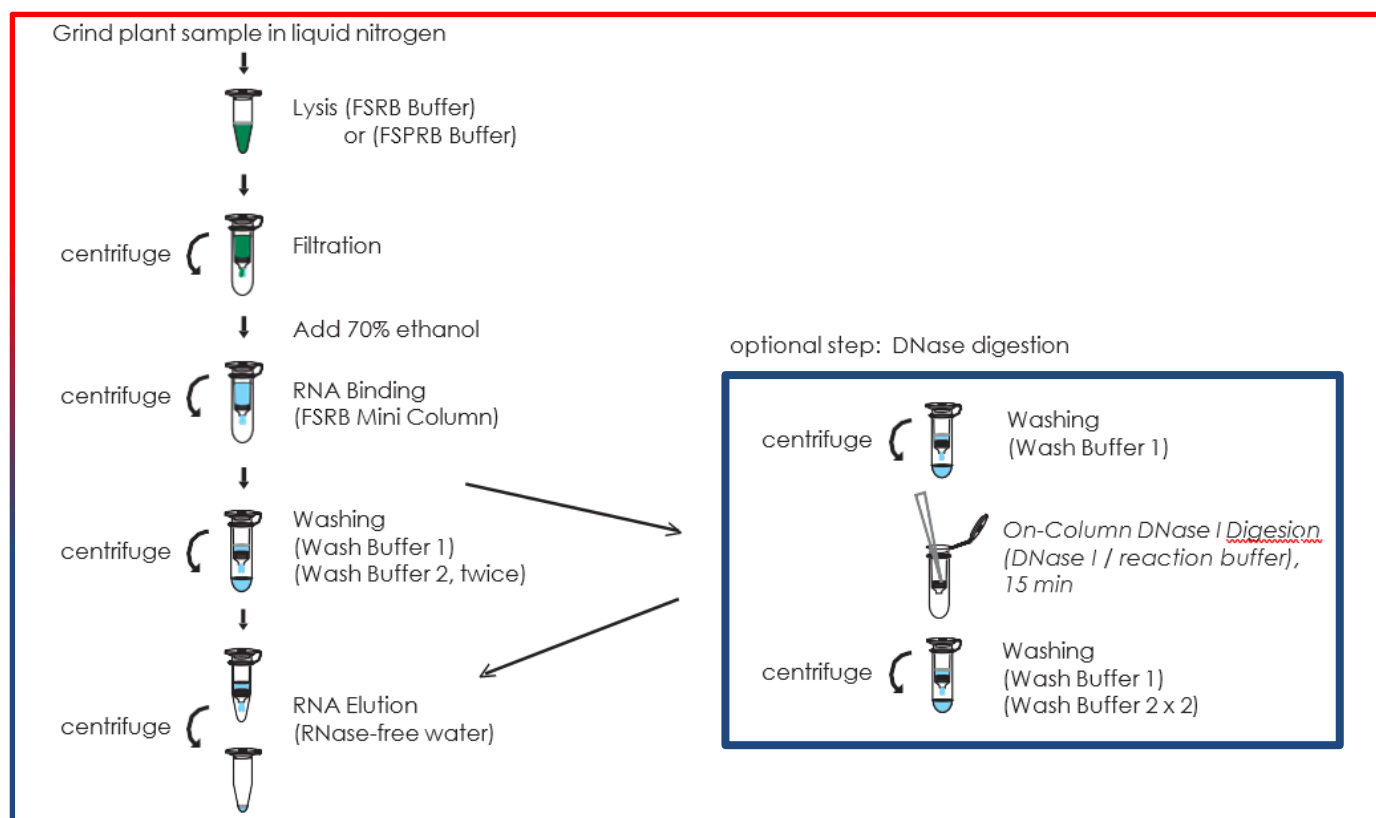 Grind plant sample in liquid nitrogen
Lysis (FSRB Buffer)
or (FSPRB Buffer)
centrifuge
Filtration
Add 70% ethanol
centrifuge
RNA Binding
(FSRB Mini Column)
centrifuge
Washing
(Wash Buffer 1)
(Wash Buffer 2, twice)
centrifuge
RNA Elution
(RNase-free water)
optional step: DNase digestion
centrifuge
Washing
(Wash Buffer 1)
On-Column DNase I Digesion
(DNase I / reaction buffer),
15 min
centrifuge
Washing
(Wash Buffer 1)
(Wash Buffer 2 x 2)